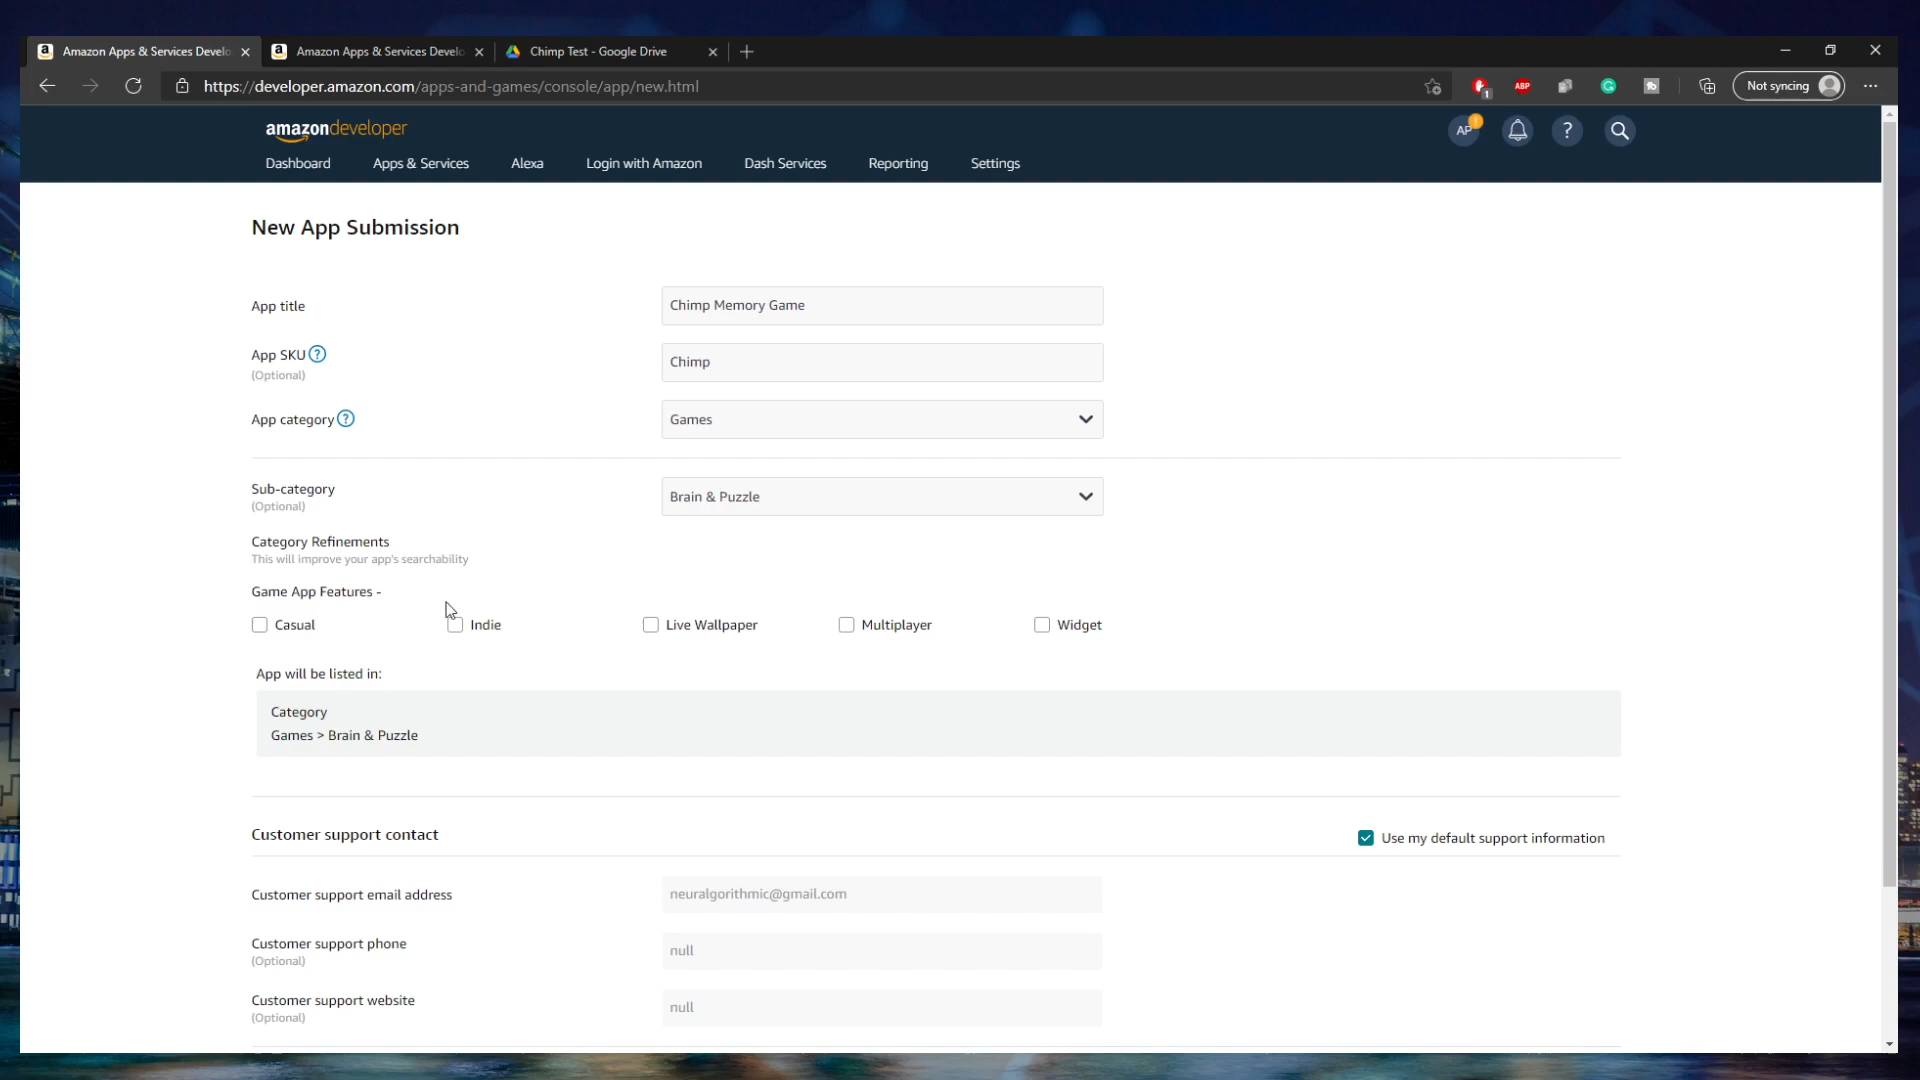 Amazon Apps & Services Develo
Amazon Apps & Services Develo
Chimp Test - Google Drive
https://developer.amazon.com/apps-and-games/console/app/new.html
1
ABP
Not syncing
amazondeveloper
AP
!
?
Dashboard
Apps & Services
Alexa
Login with Amazon
Dash Services
Reporting
Settings
New App Submission
App title
Chimp Memory Game
App SKU ?
(Optional)
Chimp
App category ?
Games
Sub-category
(Optional)
Brain & Puzzle
Category Refinements
This will improve your app's searchability
Game App Features -
Casual
Indie
Live Wallpaper
Multiplayer
Widget
App will be listed in:
Category
Games > Brain & Puzzle
Customer support contact
Use my default support information
Customer support email address
neuralgorithmic@gmail.com
Customer support phone
(Optional)
null
Customer support website
(Optional)
null